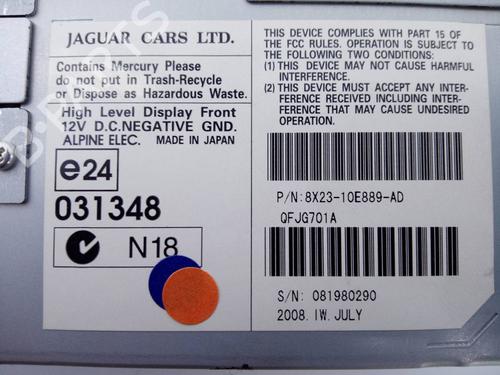 JAGUAR CARS LTD.
Contains Mercury Please
do not put in Trash-Recycle
or Dispose as Hazardous Waste.
High Level Display Front
12V D.C.NEGATIVE GND.
ALPINE ELEC. MADE IN JAPAN
e24
031348
N18
THIS DEVICE COMPLIES WITH PART 15 OF
THE FCC RULES. OPERATION IS SUBJECT TO
THE FOLLOWING TWO CONDITIONS:
(1) THIS DEVICE MAY NOT CAUSE HARMFUL
INTERFERENCE.
(2) THIS DEVICE MUST ACCEPT ANY INTER-
FERENCE RECEIVED INCLUDING INTER-
FERENCE THAT MAY CAUSE UNDESIRED
OPERATION.
P/N:8X23-10E889-AD
QFJG701A
S/N: 081980290
2008. IW. JULY